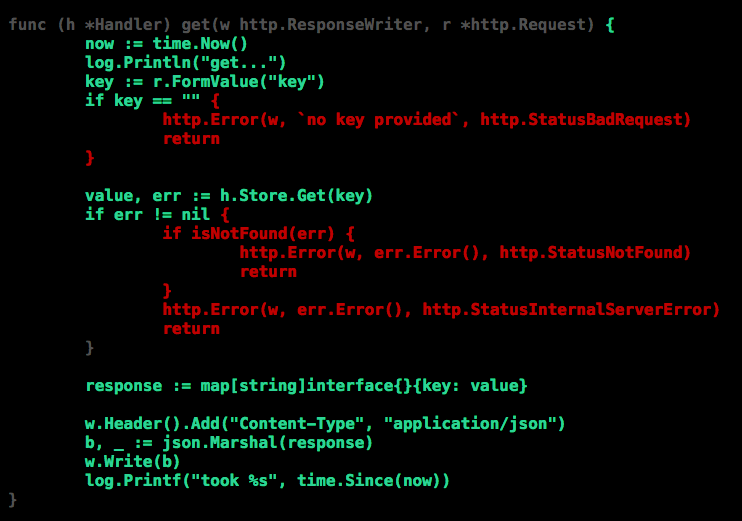 func (h *Handler) get(w http.ResponseWriter, r *http.Request) {
        now := time.Now()
        log.Println("get...")
        key := r.FormValue("key")
        if key == "" {
                http.Error(w, `no key provided`, http.StatusBadRequest)
                return
        }

        value, err := h.Store.Get(key)
        if err != nil {
                if isNotFound(err) {
                        http.Error(w, err.Error(), http.StatusNotFound)
                        return
                }
                http.Error(w, err.Error(), http.StatusInternalServerError)
                return
        }

        response := map[string]interface{}{key: value}

        w.Header().Add("Content-Type", "application/json")
        b, _ := json.Marshal(response)
        w.Write(b)
        log.Printf("took %s", time.Since(now))
}